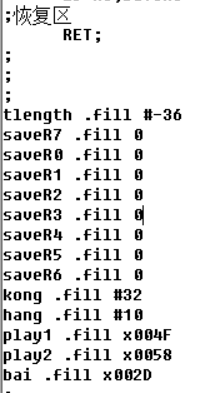 ;恢复区
RET;
;
;
;
tlength .fill #-36
saveR7 .fill 0
saveR0 .fill 0
saveR1 .fill 0
saveR2 .fill 0
saveR3 .fill 0
saveR4 .fill 0
saveR5 .fill 0
saveR6 .fill 0
kong .fill #32
hang .fill #10
play1 .fill x004F
play2 .fill x0058
bai .fill x002D